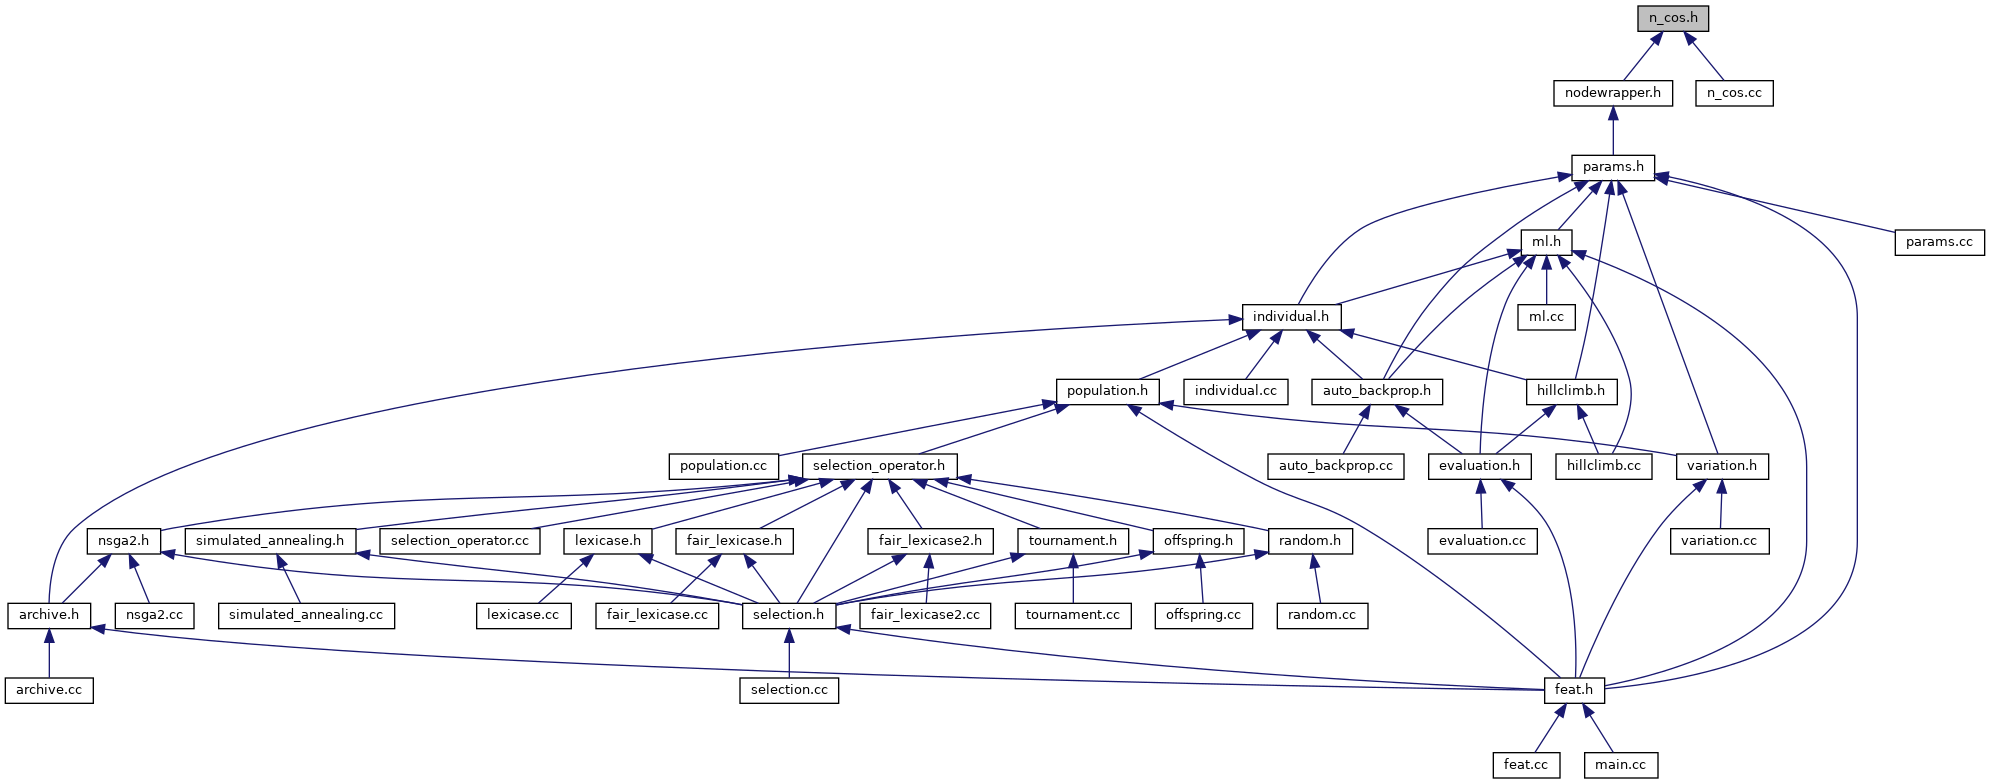 n_cos.h
nodewrapper.h
n_cos.cc
params.h
ml.h
params.cc
individual.h
ml.cc
population.h
individual.cc
auto_backprop.h
hillclimb.h
population.cc
selection_operator.h
auto_backprop.cc
evaluation.h
hillclimb.cc
variation.h
nsga2.h
simulated_annealing.h
selection_operator.cc
lexicase.h
fair_lexicase.h
fair_lexicase2.h
tournament.h
offspring.h
random.h
evaluation.cc
variation.cc
archive.h
nsga2.cc
simulated_annealing.cc
lexicase.cc
fair_lexicase.cc
selection.h
fair_lexicase2.cc
tournament.cc
offspring.cc
random.cc
archive.cc
selection.cc
feat.h
feat.cc
main.cc